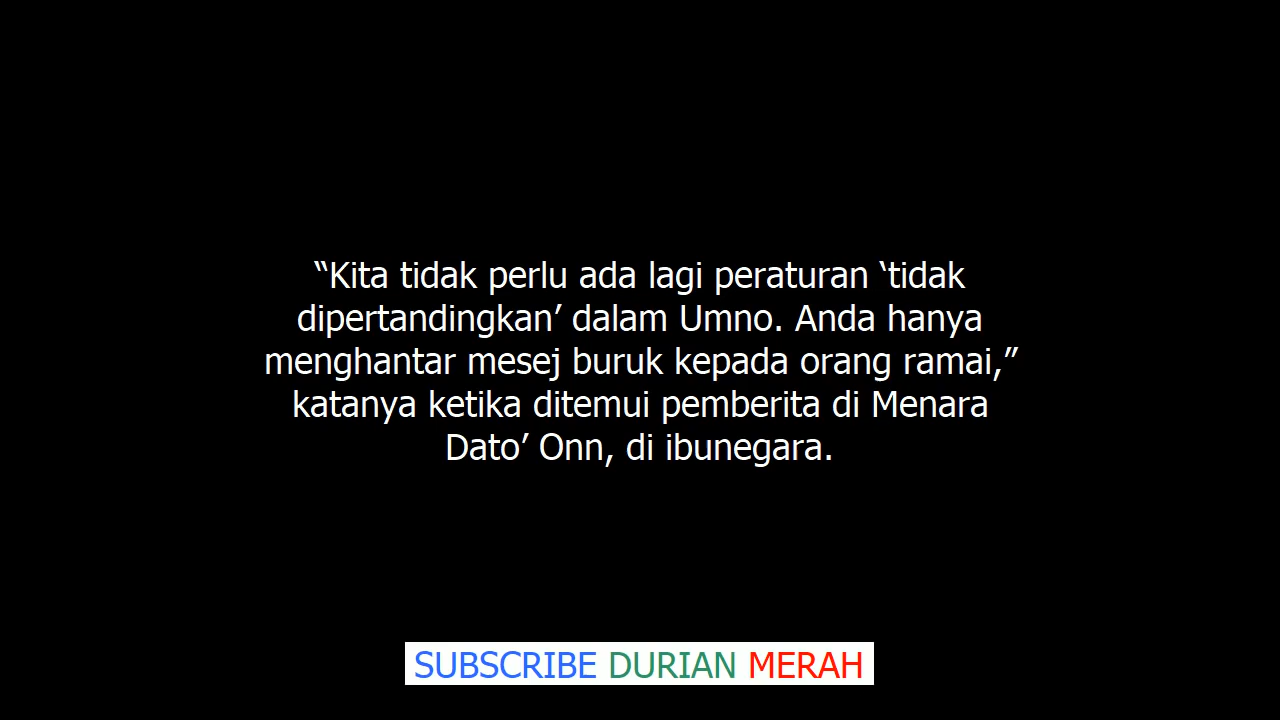 “Kita tidak perlu ada lagi peraturan ‘tidak
dipertandingkan’ dalam Umno. Anda hanya
menghantar mesej buruk kepada orang ramai,”
katanya ketika ditemui pemberita di Menara
Dato’ Onn, di ibunegara.
SUBSCRIBE DURIAN MERAH